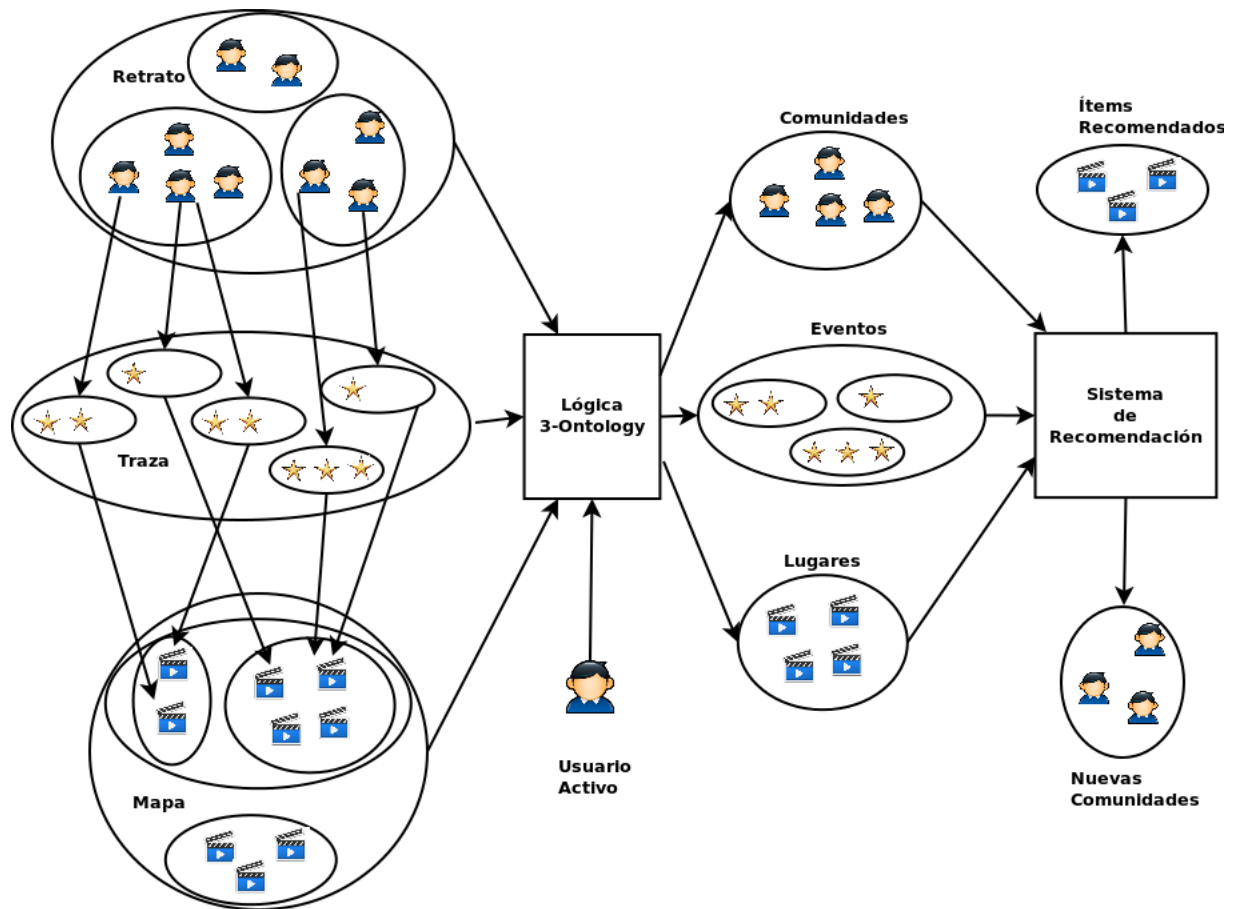 Retrato
Traza
Mapa
Lógica
3-Ontology
Usuario
Activo
Comunidades
Eventos
Lugares
Sistema
de
Recomendación
Ítems
Recomendados
Nuevas
Comunidades